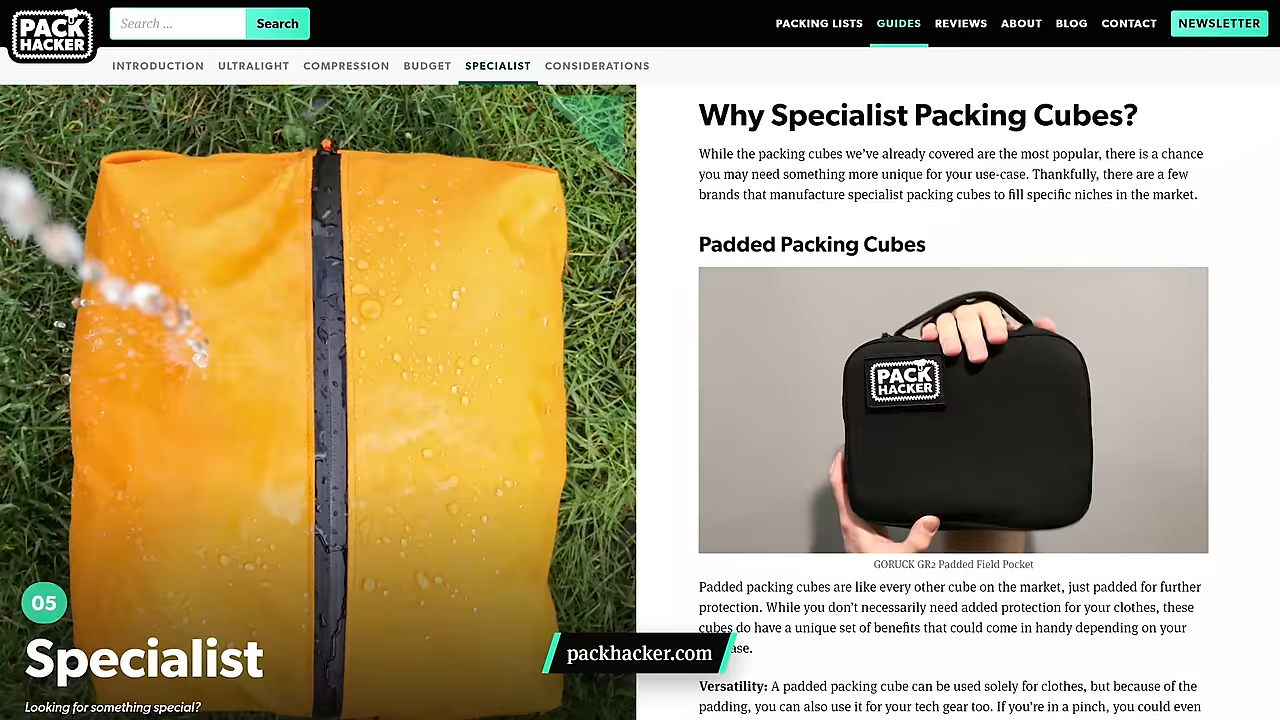 PACK
HACKER
Search ...
Search
PACKING LISTS
GUIDES
REVIEWS
ABOUT
BLOG
CONTACT
NEWSLETTER
INTRODUCTION
ULTRALIGHT
COMPRESSION
BUDGET
SPECIALIST
CONSIDERATIONS
05
Specialist
Looking for something special?
Why Specialist Packing Cubes?
While the packing cubes we’ve already covered are the most popular, there is a chance
you may need something more unique for your use-case. Thankfully, there are a few
brands that manufacture specialist packing cubes to fill specific niches in the market.
Padded Packing Cubes
PACK
HACKER
GORUCK GR2 Padded Field Pocket
Padded packing cubes are like every other cube on the market, just padded for further
protection. While you don’t necessarily need added protection for your clothes, these
cubes do have a unique set of benefits that could come in handy depending on your
packhacker.com
Versatility: A padded packing cube can be used solely for clothes, but because of the
padding, you can also use it for your tech gear too. If you’re in a pinch, you could even